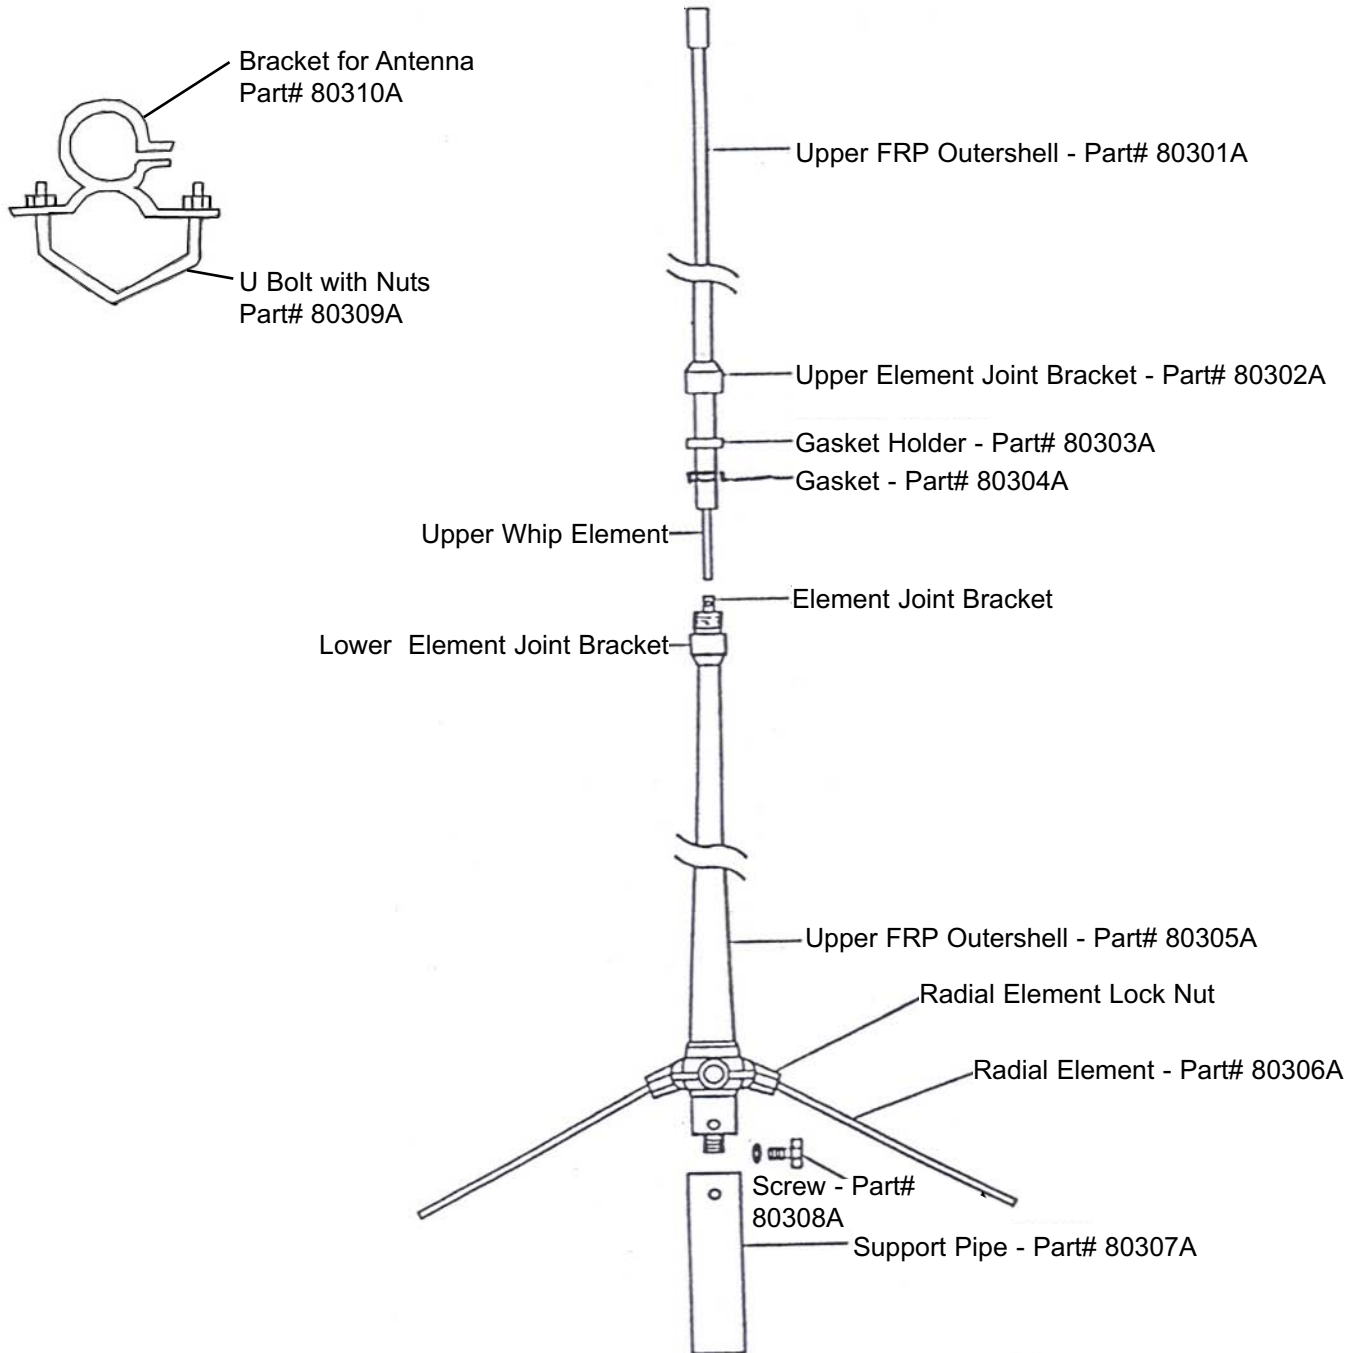 Bracket for Antenna
Part# 80310A
U Bolt with Nuts
Part# 80309A
Upper FRP Outershell - Part# 80301A
Upper Element Joint Bracket - Part# 80302A
Gasket Holder - Part# 80303A
Gasket - Part# 80304A
Upper Whip Element
Element Joint Bracket
Lower  Element Joint Bracket
Upper FRP Outershell - Part# 80305A
Radial Element Lock Nut
Radial Element - Part# 80306A
Screw - Part#
80308A
Support Pipe - Part# 80307A